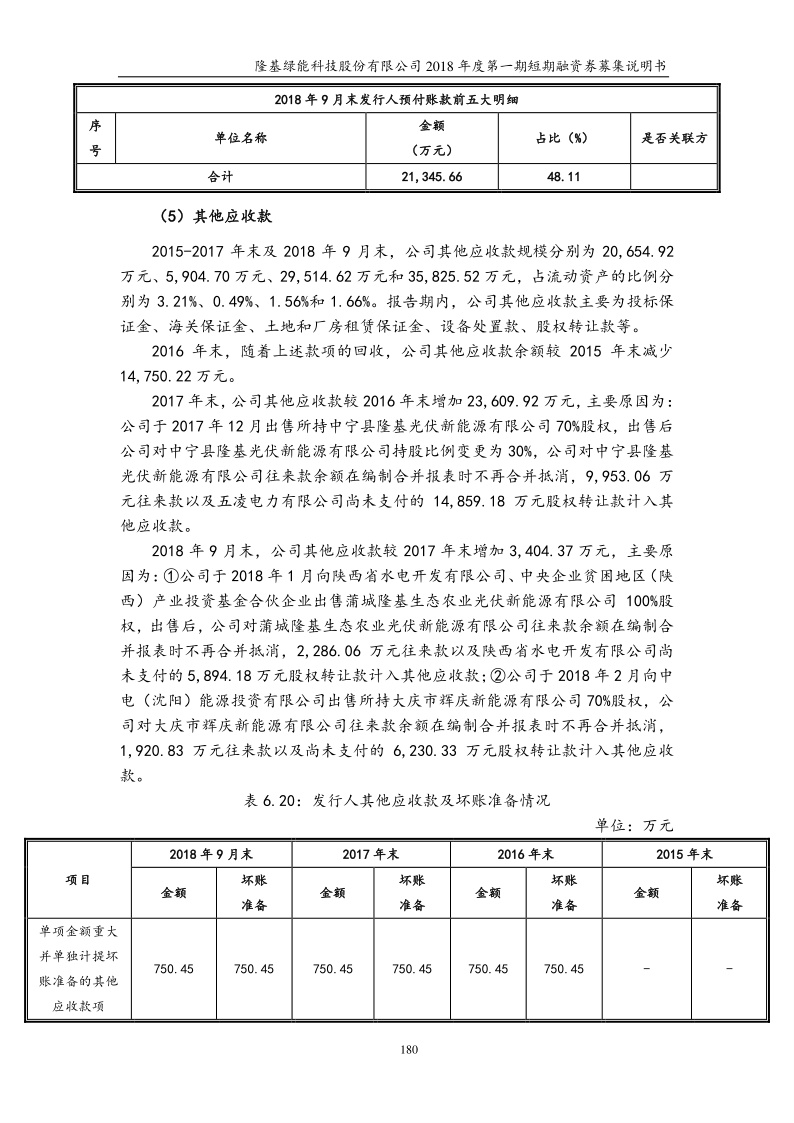 隆基绿能科技股份有限公司 2018 年度第一期短期融资券募集说明书
2018 年 9 月末发行人预付账款前五大明细
序号 单位名称 金额（万元） 占比（%） 是否关联方
合计 21,345.66 48.11
（5）其他应收款
2015-2017 年末及 2018 年 9 月末，公司其他应收款规模分别为 20,654.92
万元、5,904.70 万元、29,514.62 万元和 35,825.52 万元，占流动资产的比例分
别为 3.21%、0.49%、1.56%和 1.66%。报告期内，公司其他应收款主要为投标保
证金、海关保证金、土地和厂房租赁保证金、设备处置款、股权转让款等。
2016 年末，随着上述款项的回收，公司其他应收款余额较 2015 年末减少
14,750.22 万元。
2017 年末，公司其他应收款较 2016 年末增加 23,609.92 万元，主要原因为：
公司于 2017 年 12 月出售所持中宁县隆基光伏新能源有限公司 70%股权，出售后
公司对中宁县隆基光伏新能源有限公司持股比例变更为 30%，公司对中宁县隆基
光伏新能源有限公司往来款余额在编制合并报表时不再合并抵消，9,953.06 万
元往来款以及五凌电力有限公司尚未支付的 14,859.18 万元股权转让款计入其
他应收款。
2018 年 9 月末，公司其他应收款较 2017 年末增加 3,404.37 万元，主要原
因为：①公司于 2018 年 1 月向陕西省水电开发有限公司、中央企业贫困地区（陕
西）产业投资基金合伙企业出售蒲城隆基生态农业光伏新能源有限公司 100%股
权，出售后，公司对蒲城隆基生态农业光伏新能源有限公司往来款余额在编制合
并报表时不再合并抵消，2,286.06 万元往来款以及陕西省水电开发有限公司尚
未支付的 5,894.18 万元股权转让款计入其他应收款；②公司于 2018 年 2 月向中
电（沈阳）能源投资有限公司出售所持大庆市辉庆新能源有限公司 70%股权，公
司对大庆市辉庆新能源有限公司往来款余额在编制合并报表时不再合并抵消，
1,920.83 万元往来款以及尚未支付的 6,230.33 万元股权转让款计入其他应收
款。
表 6.20：发行人其他应收款及坏账准备情况
单位：万元
项目 2018 年 9 月末 2017 年末 2016 年末 2015 年末
金额 坏账准备 金额 坏账准备 金额 坏账准备 金额 坏账准备
单项金额重大
并单独计提坏
账准备的其他
应收款项
750.45 750.45 750.45 750.45 750.45 750.45 - -
180